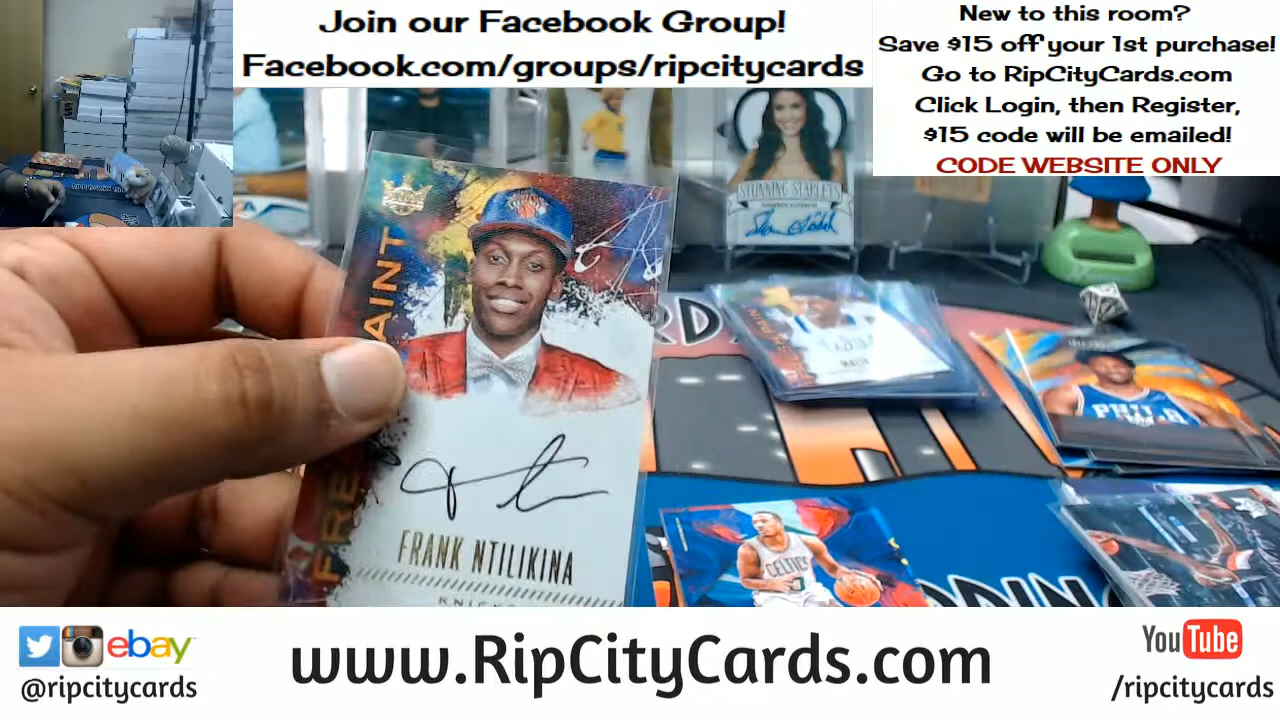 Join our Facebook Group!
Facebook.com/groups/ripcitycards
New to this room?
Save $15 off your 1st purchase!
Go to RipCityCards.com
Click Login, then Register,
$15 code will be emailed!
CODE WEBSITE ONLY
STUNNING STARLETS
FRANK NTILIKINA
PHILA
CELTICS
ebay
@ripcitycards
www.RipCityCards.com
YouTube
/ripcitycards